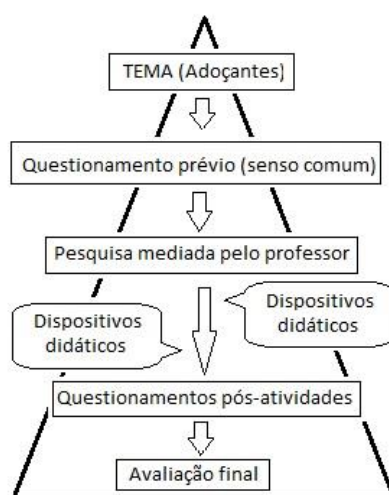 TEMA (Adoçantes)
Questionamento prévio (senso comum)
Pesquisa mediada pelo professor
Dispositivos
didáticos
Dispositivos
didáticos
Questionamentos pós-atividades
Avaliação final